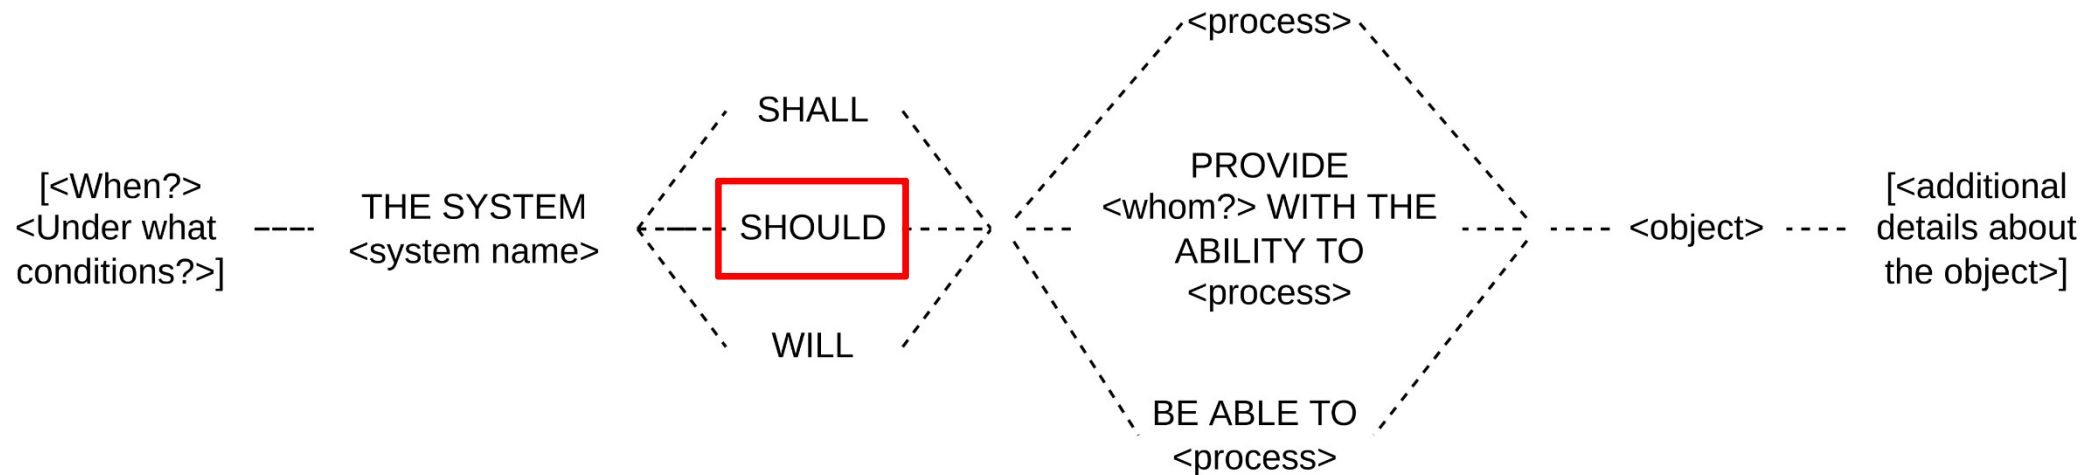 [<When?>
<Under what
conditions?>]
THE SYSTEM
<system name>
SHALL
SHOULD
WILL
<process>
PROVIDE
<whom?> WITH THE
ABILITY TO
<process>
BE ABLE TO
<process>
<object>
[<additional
details about
the object>]